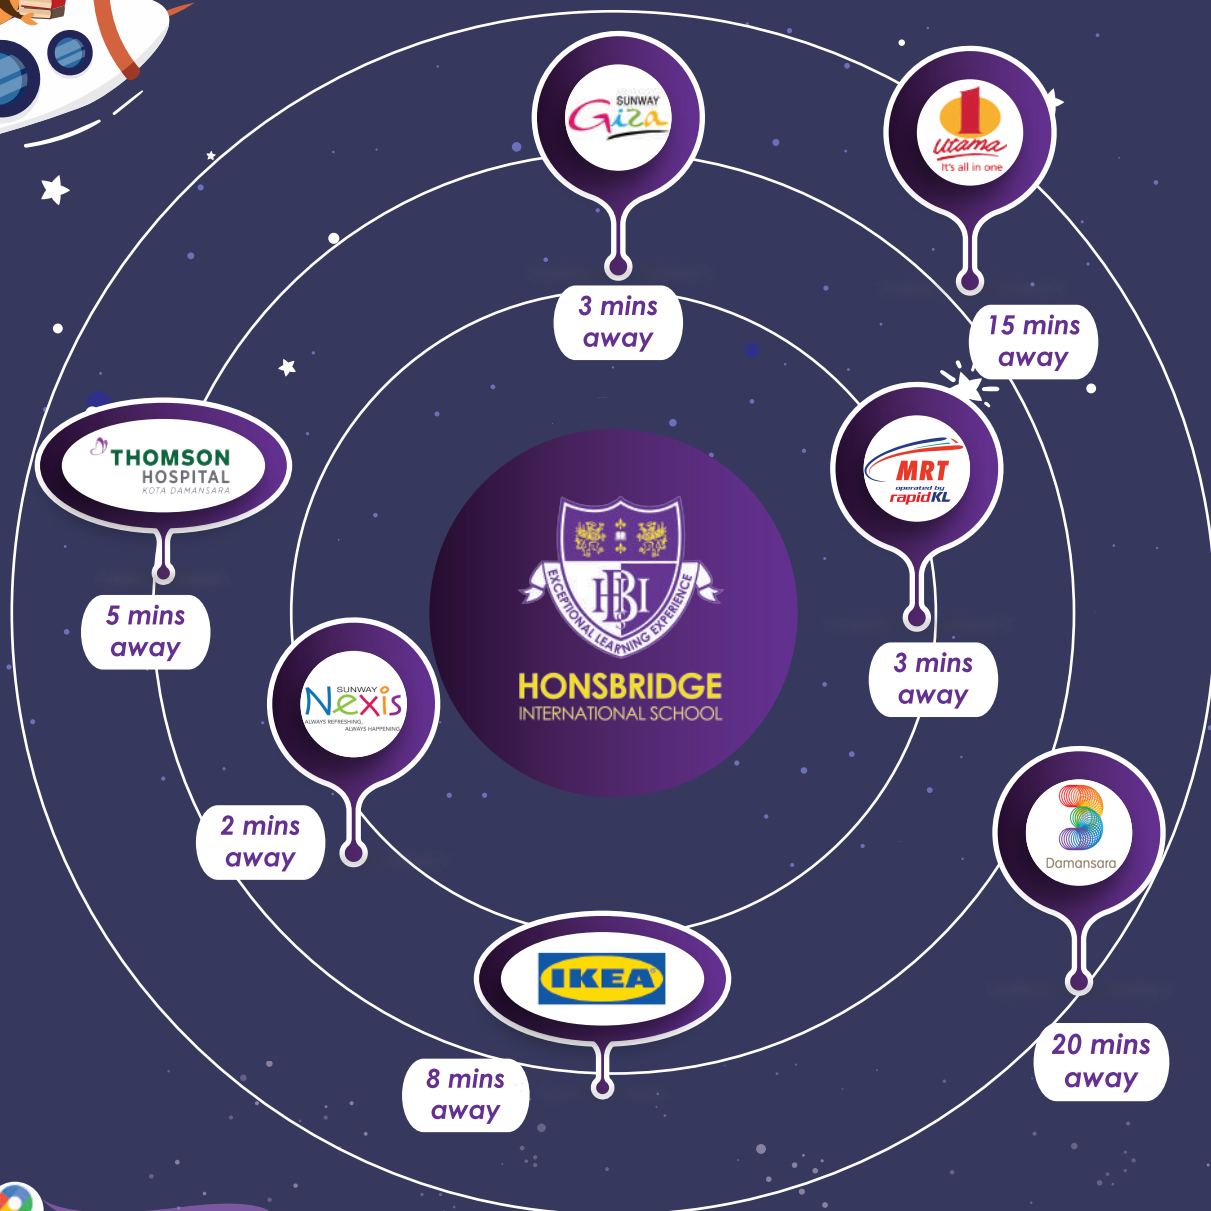 SUNWAY
Giza
3 mins
away
1
utama
It's all in one
15 mins
away
THOMSON
HOSPITAL
KOTA DAMANSARA
5 mins
away
MRT
operated by
rapidKL
3 mins
away
HBIS
EXCEPTIONAL LEARNING EXPERIENCE
HONSBRIDGE
INTERNATIONAL SCHOOL
SUNWAY
Nexis
ALWAYS REFRESHING,
ALWAYS HAPPENING
2 mins
away
3
Damansara
20 mins
away
IKEA
8 mins
away